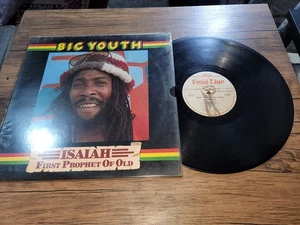 BIG YOUTH
ISAIAH
FIRST PROPHET OF OLD
Front Line